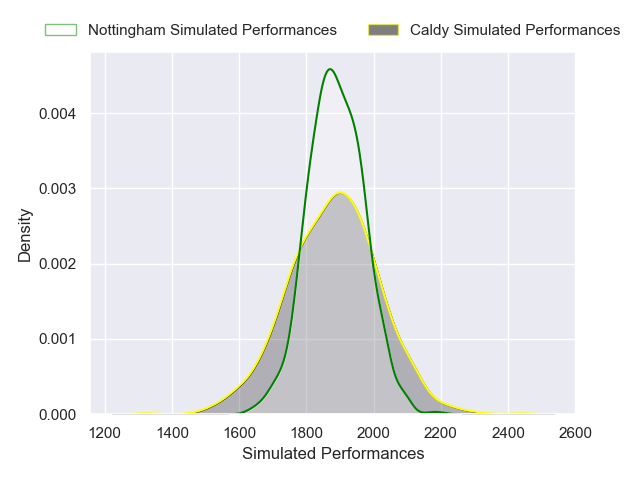 Nottingham Simulated Performances
Caldy Simulated Performances
0.004
0.003
0.002
0.001
0.000
Density
1200 1400 1600 1800 2000 2200 2400 2600
Simulated Performances